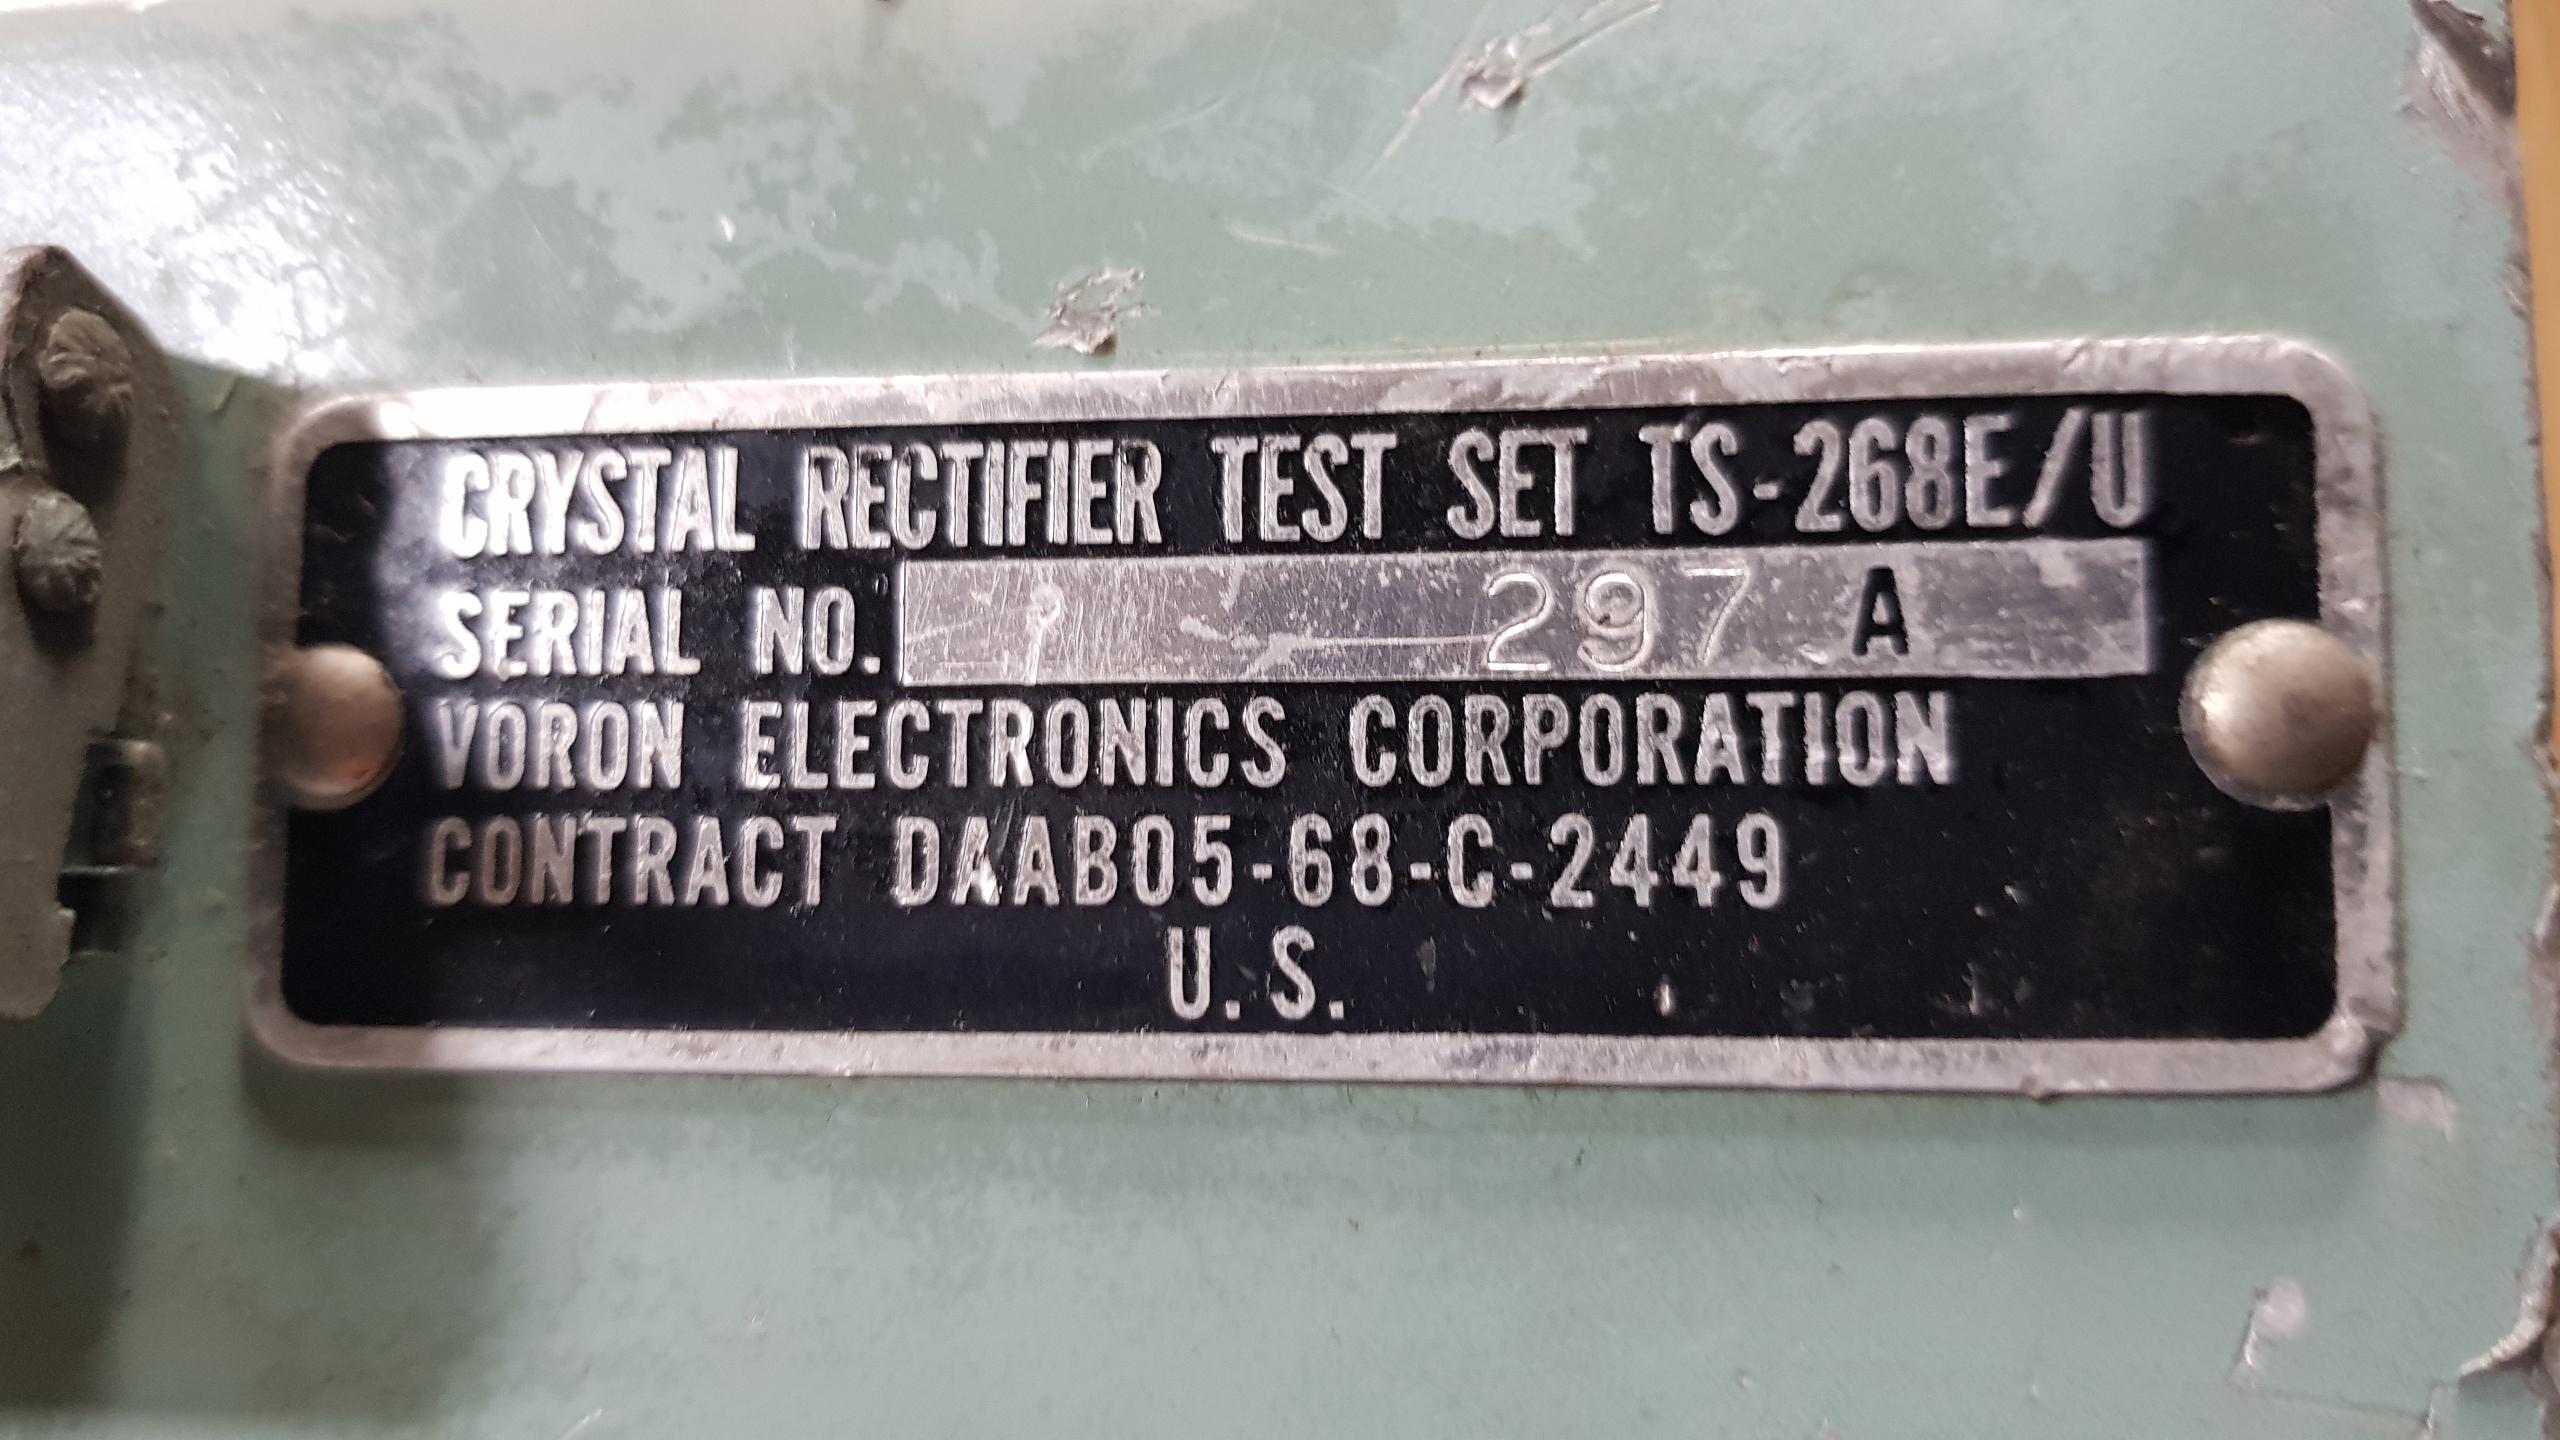 CRYSTAL RECTIFIER TEST SET TS-268E/U
SERIAL NO. 297 A
VORON ELECTRONICS CORPORATION
CONTRACT DAAB05-68-C-2449
U.S.